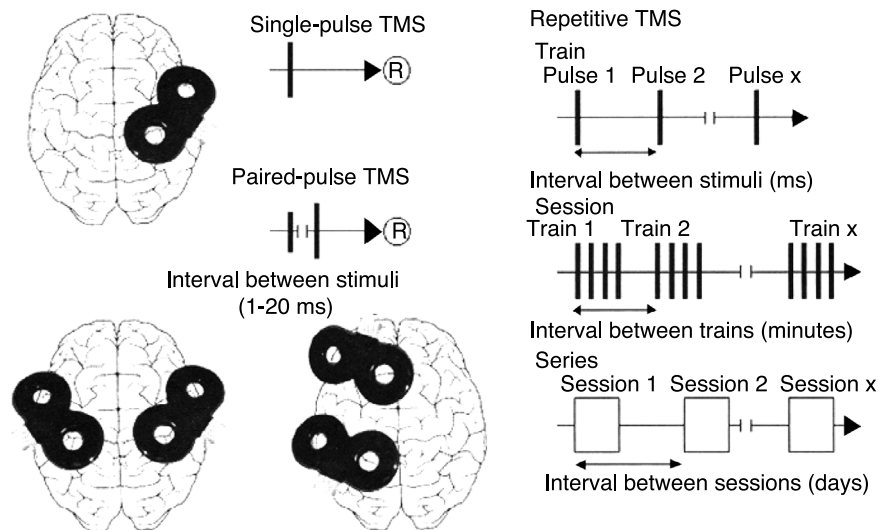 Single-pulse TMS
R
Paired-pulse TMS
R
Interval between stimuli
(1-20 ms)
Repetitive TMS
Train
Pulse 1 Pulse 2 Pulse x
Interval between stimuli (ms)
Session
Train 1 Train 2 Train x
Interval between trains (minutes)
Series
Session 1 Session 2 Session x
Interval between sessions (days)